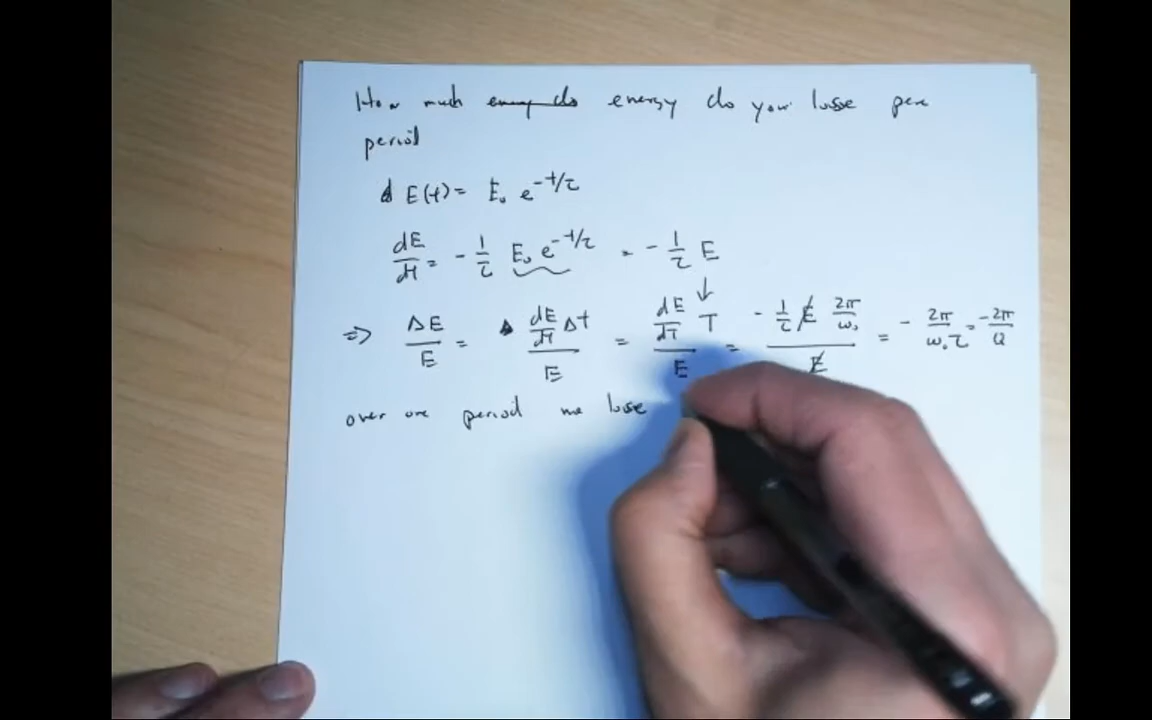 How much energy do energy do you losse per
period
E(t) = E₀ e^(-t/τ)
dE/dt = - 1/τ E₀ e^(-t/τ) = - 1/τ E
⇒ ΔE/E = (dE/dt Δt)/E = (dE/dt T)/E = (- 1/τ E 2π/ω₀)/E = - 2π/(ω₀τ) = -2π/Q
over one period we lose